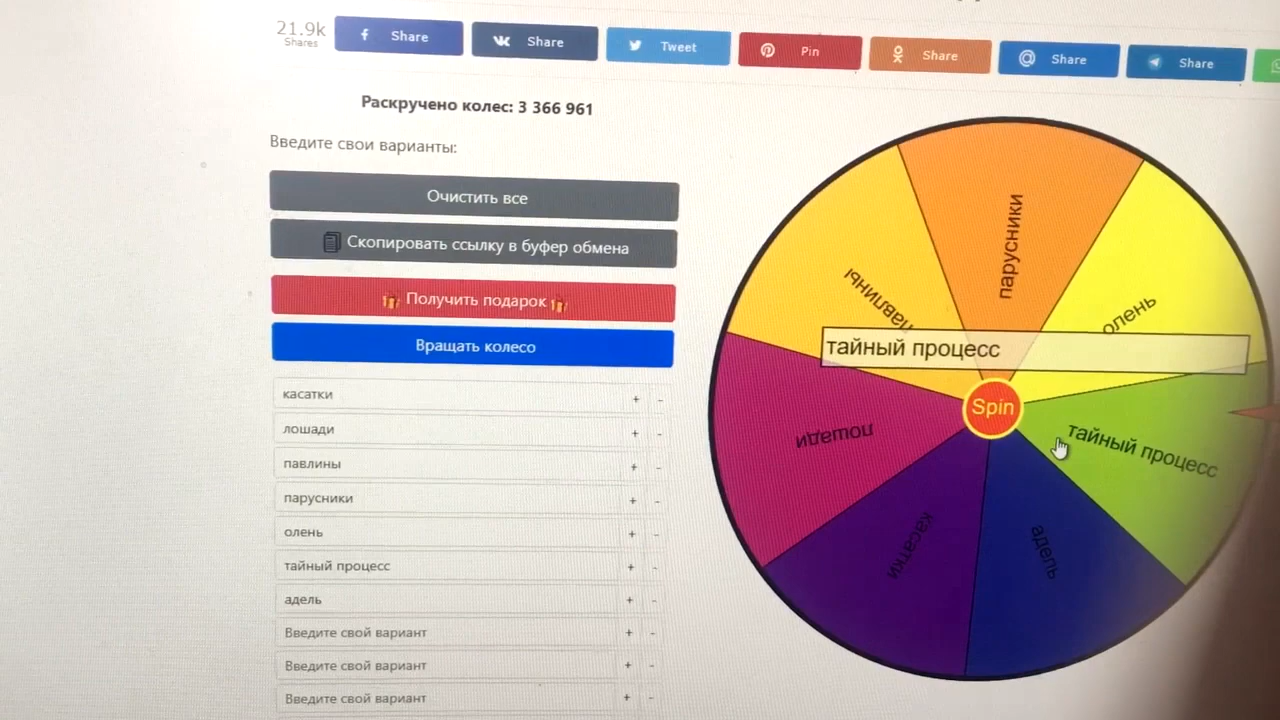 21.9k
Shares
Share
Share
Tweet
Pin
Share
Share
Share
Раскручено колес: 3 366 961
Введите свои варианты:
Очистить все
Скопировать ссылку в буфер обмена
Получить подарок
Вращать колесо
касатки
лошади
павлины
парусники
олень
тайный процесс
адель
Введите свой вариант
Введите свой вариант
Введите свой вариант
парусники
павлины
олень
тайный процесс
Spin
лошади
тайный процесс
касатки
адель